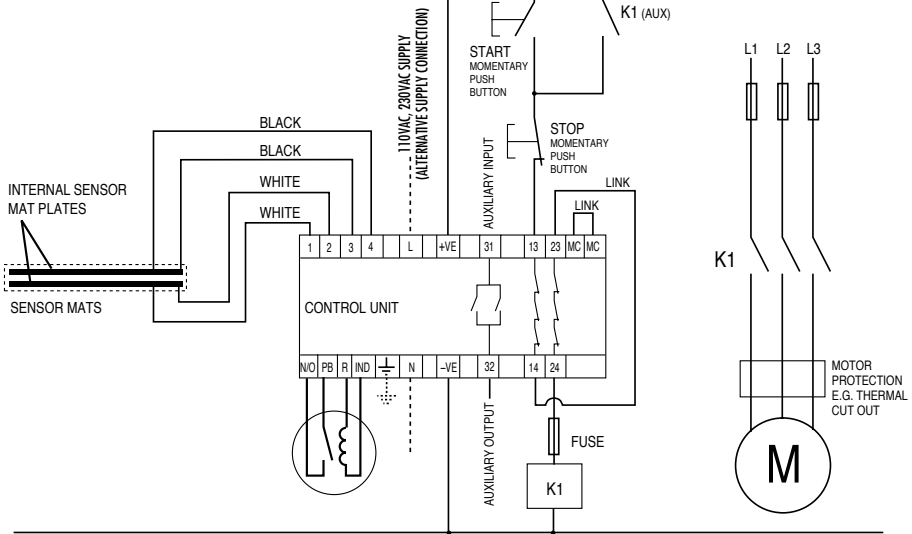 K1 (AUX)
START
MOMENTARY
PUSH
BUTTON
L1 L2 L3
110VAC, 230VAC SUPPLY
(ALTERNATIVE SUPPLY CONNECTION)
BLACK
BLACK
WHITE
WHITE
AUXILIARY INPUT
STOP
MOMENTARY
PUSH
BUTTON
LINK
LINK
INTERNAL SENSOR
MAT PLATES
SENSOR MATS
1 2 3 4 L +VE 31 13 23 MC MC
CONTROL UNIT
K1
N/O PB R IND N –VE 32 14 24
MOTOR
PROTECTION
E.G. THERMAL
CUT OUT
AUXILIARY OUTPUT
FUSE
K1
M